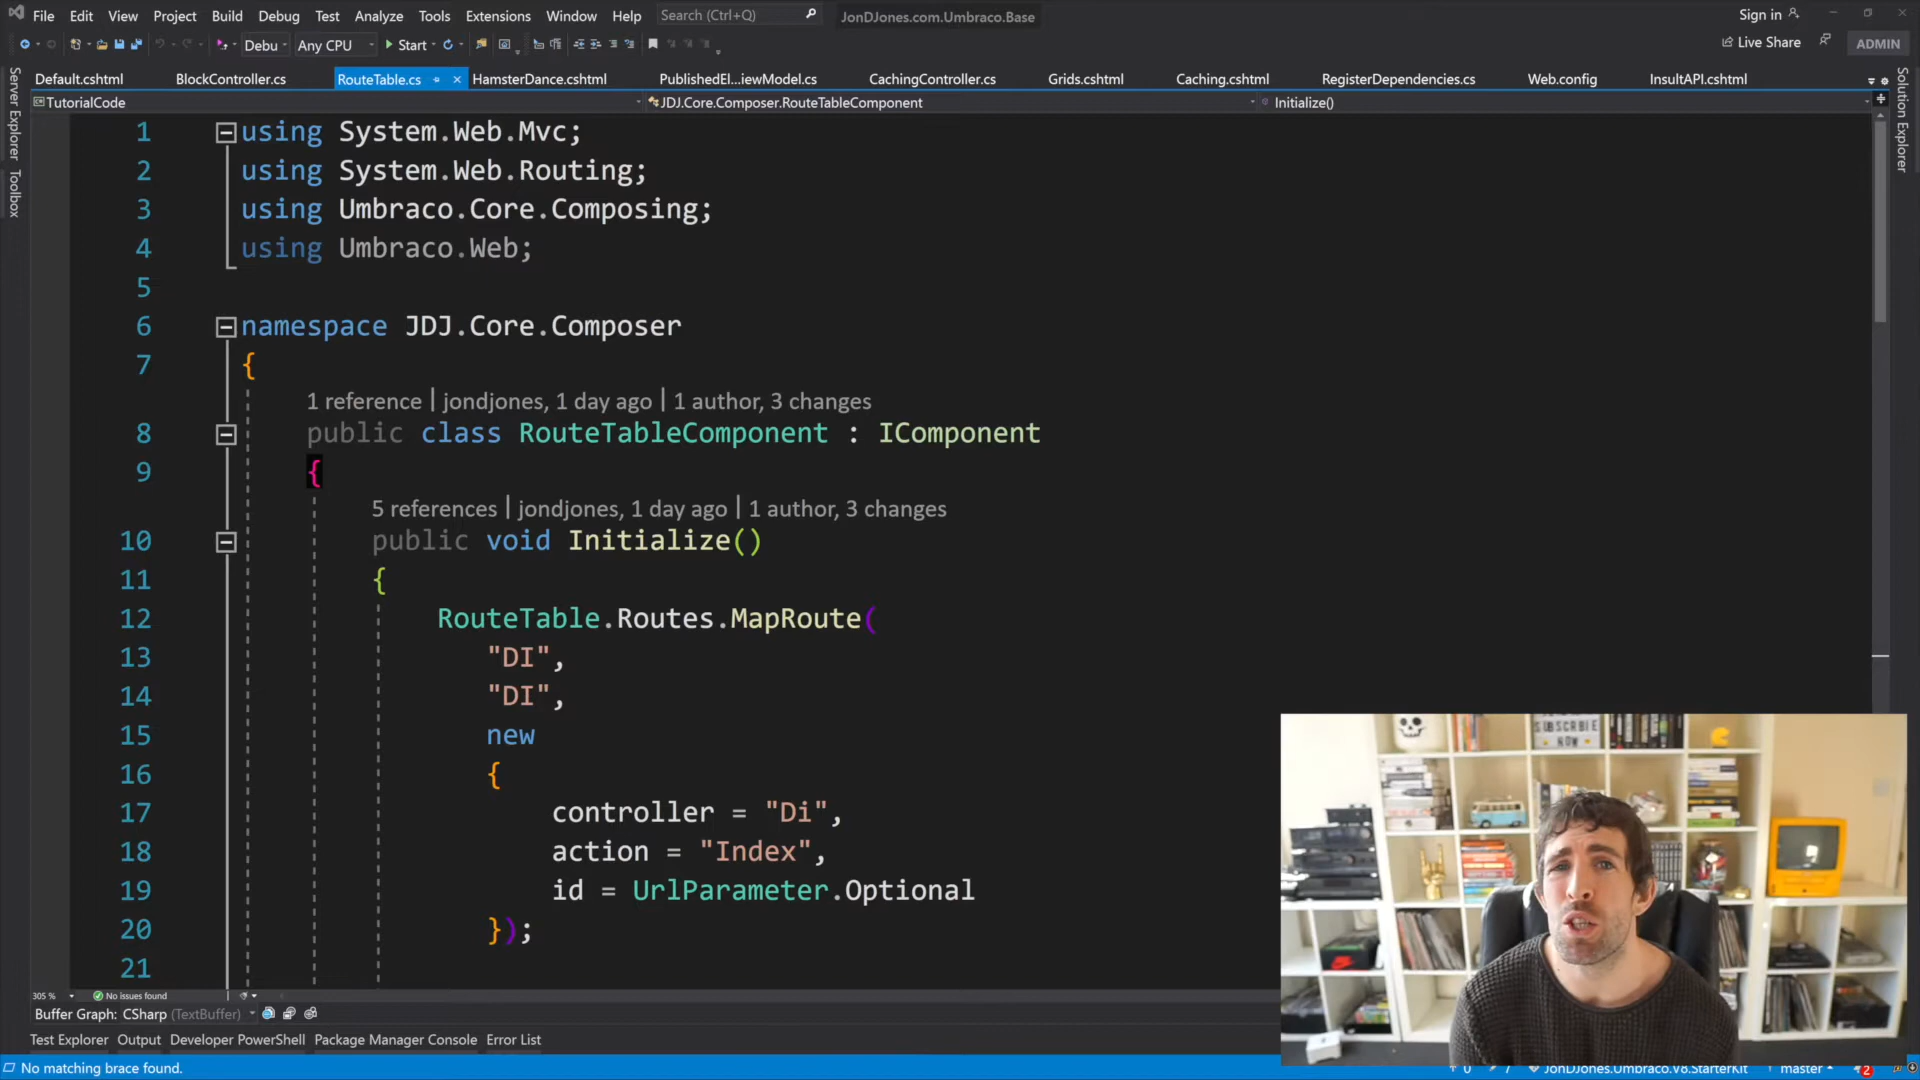 File Edit View Project Build Debug Test Analyze Tools Extensions Window Help Search (Ctrl+Q) JonDJones.com.Umbraco.Base Sign in
Debu Any CPU Start Live Share ADMIN
Default.cshtml BlockController.cs RouteTable.cs HamsterDance.cshtml PublishedEl...iewModel.cs CachingController.cs Grids.cshtml Caching.cshtml RegisterDependencies.cs Web.config InsultAPI.cshtml
TutorialCode JDJ.Core.Composer.RouteTableComponent Initialize()
Server Explorer
Toolbox
Solution Explorer
1 using System.Web.Mvc;
2 using System.Web.Routing;
3 using Umbraco.Core.Composing;
4 using Umbraco.Web;
5
6 namespace JDJ.Core.Composer
7 {
1 reference | jondjones, 1 day ago | 1 author, 3 changes
8 public class RouteTableComponent : IComponent
9 {
5 references | jondjones, 1 day ago | 1 author, 3 changes
10 public void Initialize()
11 {
12 RouteTable.Routes.MapRoute(
13 "DI",
14 "DI",
15 new
16 {
17 controller = "Di",
18 action = "Index",
19 id = UrlParameter.Optional
20 });
21
SUBSCRIBE
NOW
305 % No issues found
Buffer Graph: CSharp (TextBuffer)
Test Explorer Output Developer PowerShell Package Manager Console Error List
No matching brace found. 0 7 JonDJones.Umbraco.V8.StarterKit master 2